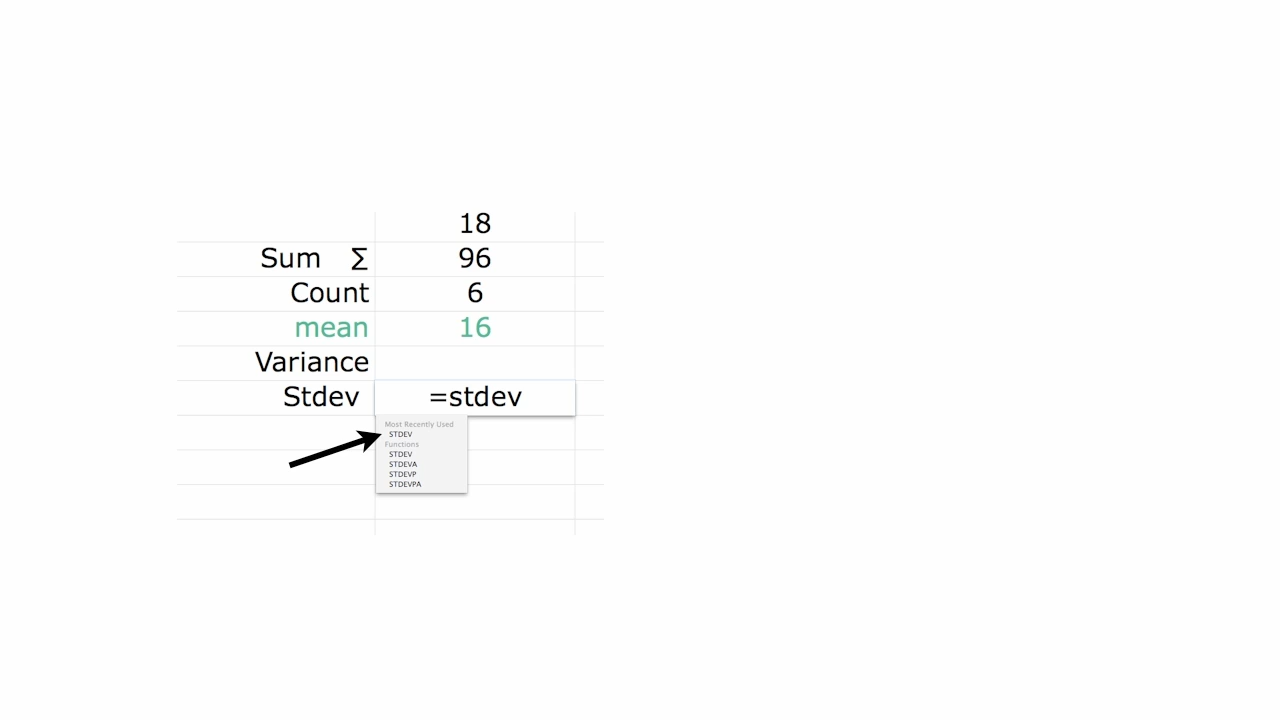 18
Sum Σ 96
Count 6
mean 16
Variance
Stdev =stdev
Most Recently Used
STDEV
Functions
STDEV
STDEVA
STDEVP
STDEVPA